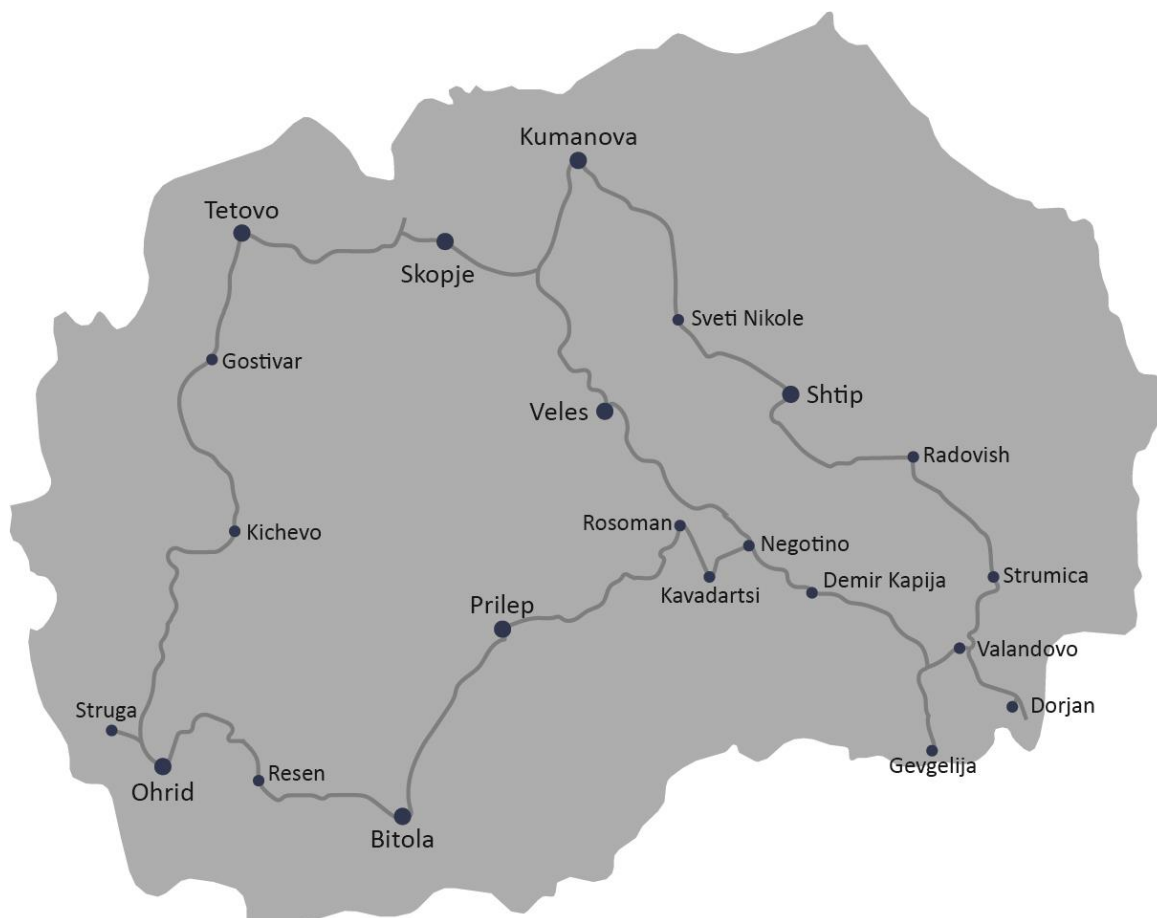 Kumanova
Tetovo
Skopje
Sveti Nikole
Gostivar
Shtip
Veles
Radovish
Rosoman
Kichevo
Negotino
Demir Kapija
Strumica
Kavadartsi
Prilep
Valandovo
Struga
Dorjan
Gevgelija
Resen
Ohrid
Bitola